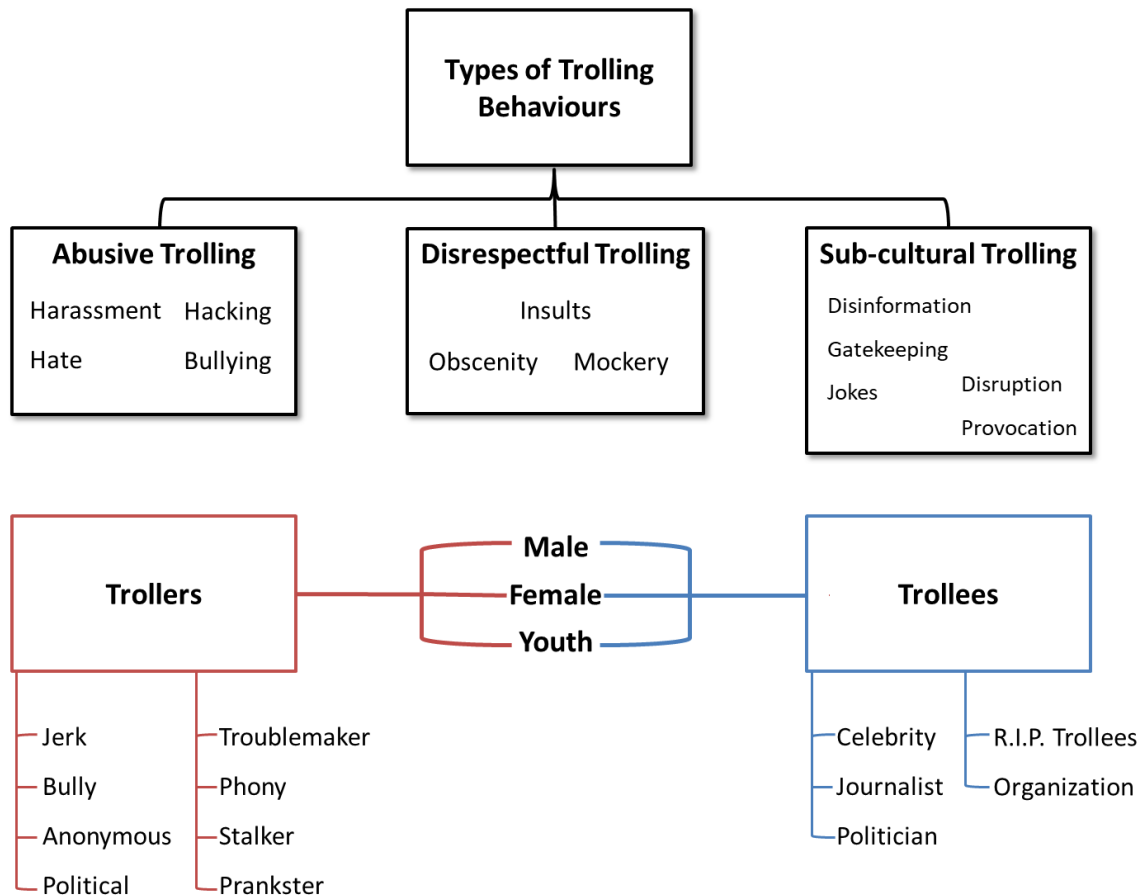 Types of Trolling
Behaviours
Abusive Trolling
Harassment
Hacking
Hate
Bullying
Disrespectful Trolling
Insults
Obscenity
Mockery
Sub-cultural Trolling
Disinformation
Gatekeeping
Jokes
Disruption
Provocation
Trollers
Male
Female
Youth
Trollees
Jerk
Bully
Anonymous
Political
Troublemaker
Phony
Stalker
Prankster
Celebrity
Journalist
Politician
R.I.P. Trollees
Organization